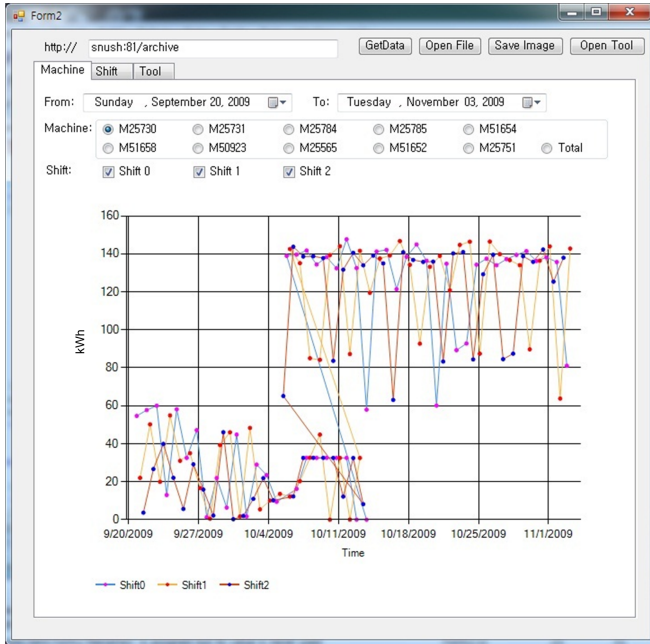 Form2
http:// snush:81/archive GetData Open File Save Image Open Tool
Machine Shift Tool
From: Sunday , September 20, 2009 To: Tuesday , November 03, 2009
Machine: M25730 M25731 M25784 M25785 M51654
M51658 M50923 M25565 M51652 M25751 Total
Shift: Shift 0 Shift 1 Shift 2
160
140
120
100
kWh
80
60
40
20
0
9/20/2009 9/27/2009 10/4/2009 10/11/2009 10/18/2009 10/25/2009 11/1/2009
Time
Shift0 Shift1 Shift2